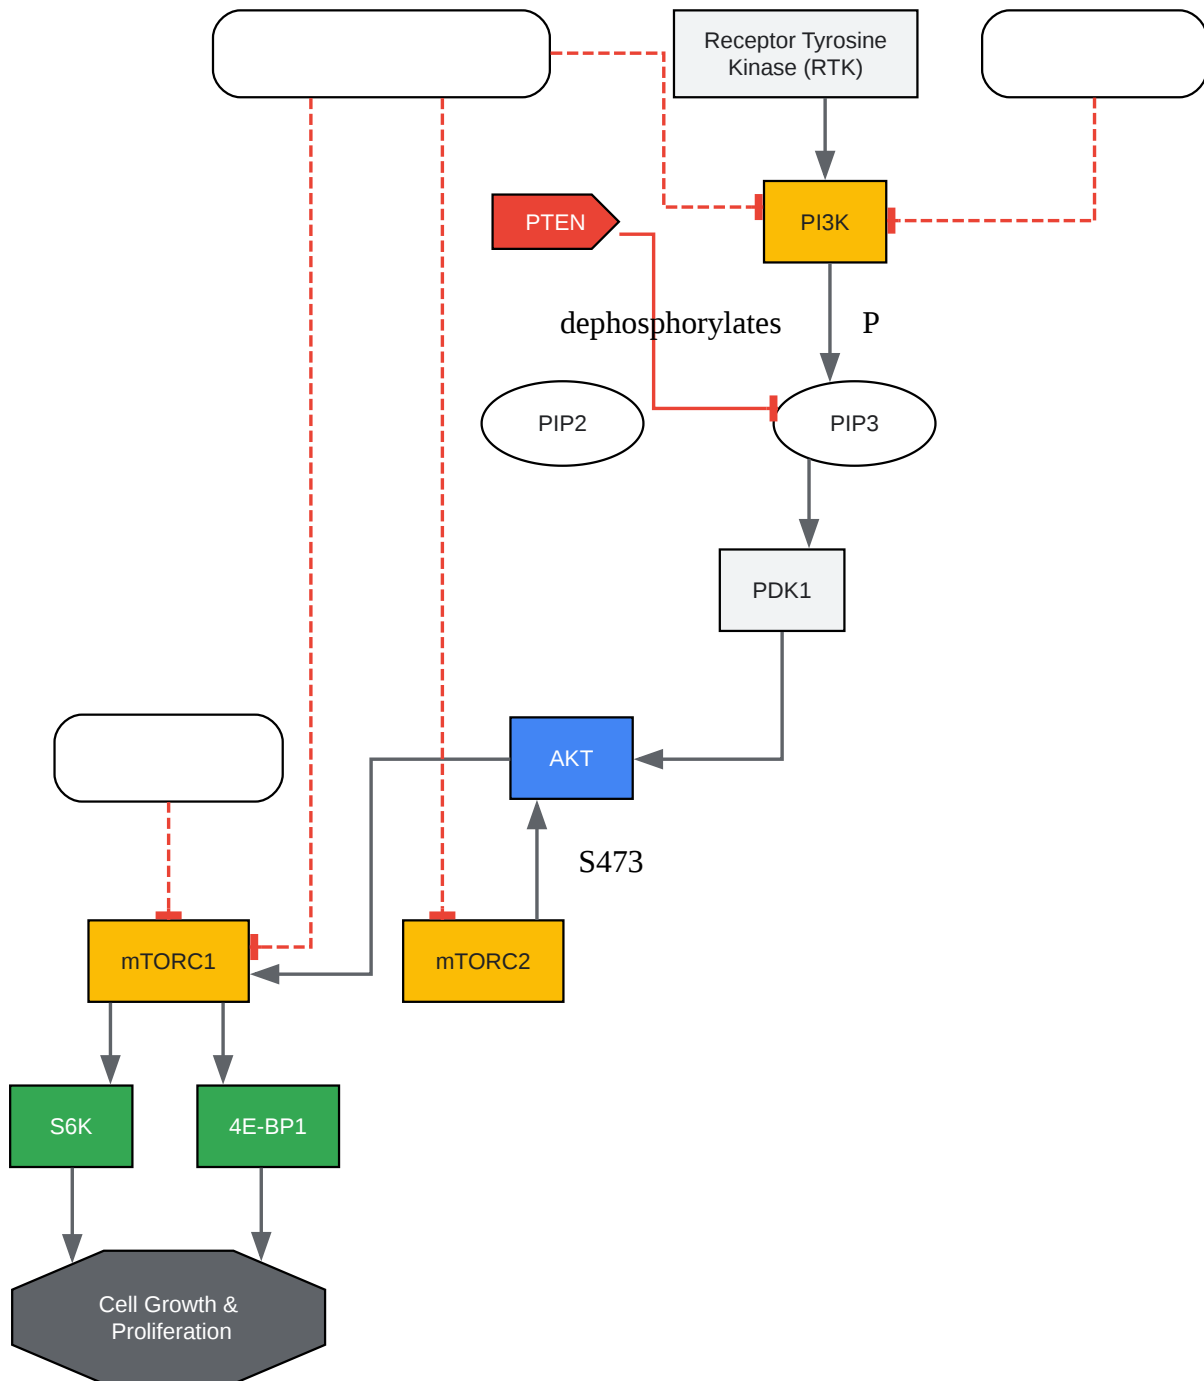 Receptor Tyrosine
Kinase (RTK)
PTEN
PI3K
dephosphorylates
P
PIP2
PIP3
PDK1
AKT
S473
mTORC1
mTORC2
S6K
4E-BP1
Cell Growth &
Proliferation